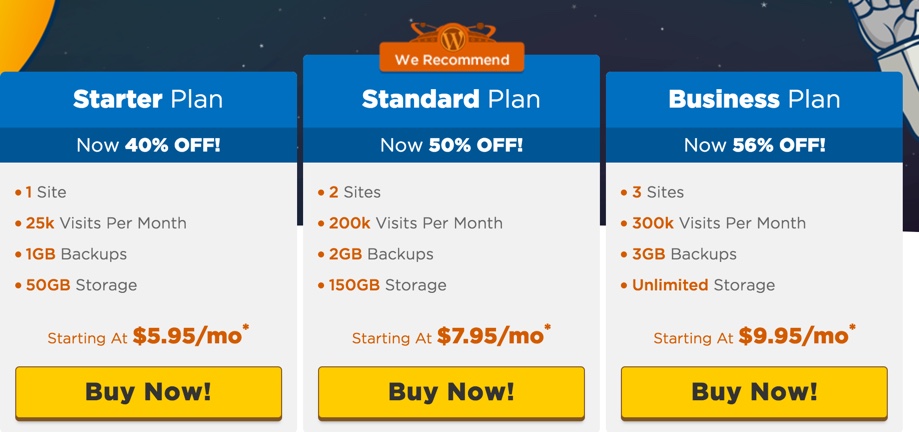 We Recommend
Starter Plan
Now 40% OFF!
• 1 Site
• 25k Visits Per Month
• 1GB Backups
• 50GB Storage
Starting At $5.95/mo*
Buy Now!
Standard Plan
Now 50% OFF!
• 2 Sites
• 200k Visits Per Month
• 2GB Backups
• 150GB Storage
Starting At $7.95/mo*
Buy Now!
Business Plan
Now 56% OFF!
• 3 Sites
• 300k Visits Per Month
• 3GB Backups
• Unlimited Storage
Starting At $9.95/mo*
Buy Now!